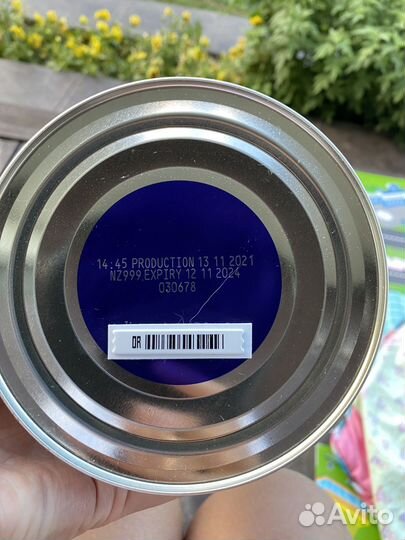 14:45 PRODUCTION 13 11 2021
NZ999 EXPIRY 12 11 2024
030678
DR
Avito